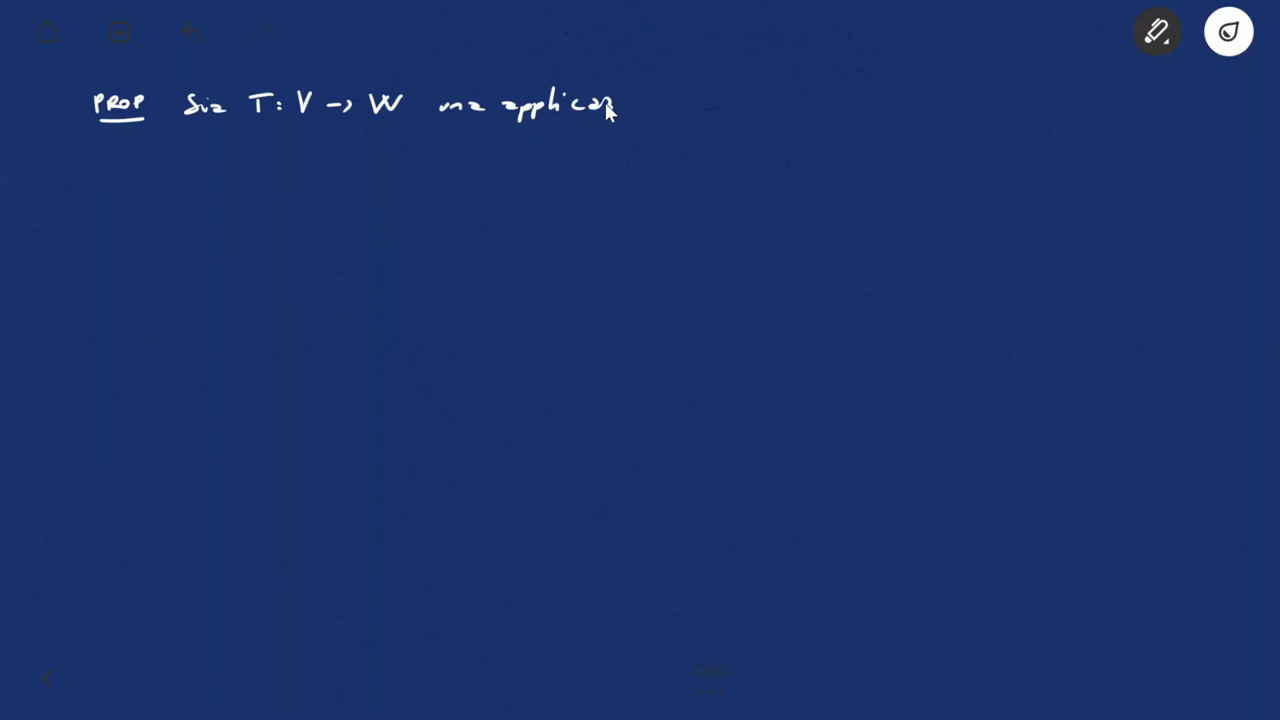 PROP Sia T: V → W una applicaz